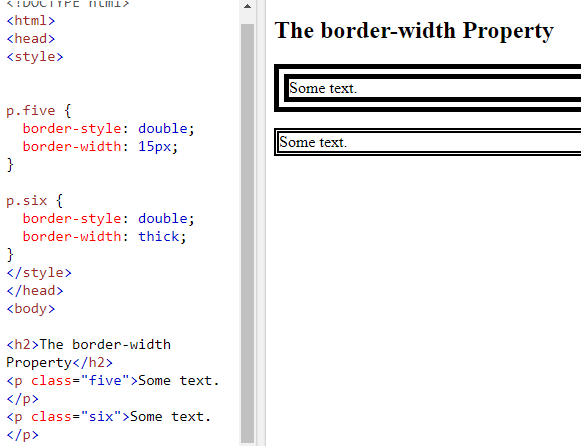 <!DOCTYPE html>
<html>
<head>
<style>
p.five {
  border-style: double;
  border-width: 15px;
}
p.six {
  border-style: double;
  border-width: thick;
}
</style>
</head>
<body>
<h2>The border-width
Property</h2>
<p class="five">Some text.
</p>
<p class="six">Some text.
</p>
The border-width Property
Some text.
Some text.